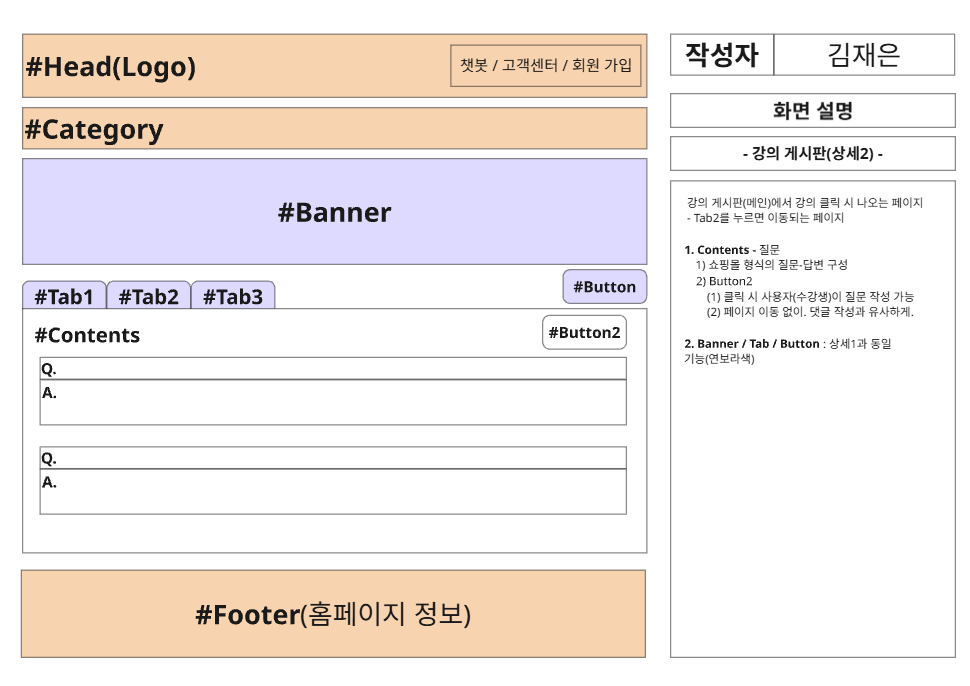 #Head(Logo)
챗봇 / 고객센터 / 회원 가입
#Category
#Banner
#Tab1
#Tab2
#Tab3
#Button
#Contents
#Button2
Q.
A.
Q.
A.
#Footer(홈페이지 정보)
작성자
김재은
화면 설명
- 강의 게시판(상세2) -
강의 게시판(메인)에서 강의 클릭 시 나오는 페이지
- Tab2를 누르면 이동되는 페이지
1. Contents - 질문
1) 쇼핑몰 형식의 질문-답변 구성
2) Button2
(1) 클릭 시 사용자(수강생)이 질문 작성 가능
(2) 페이지 이동 없이. 댓글 작성과 유사하게.
2. Banner / Tab / Button : 상세1과 동일
기능(연보라색)